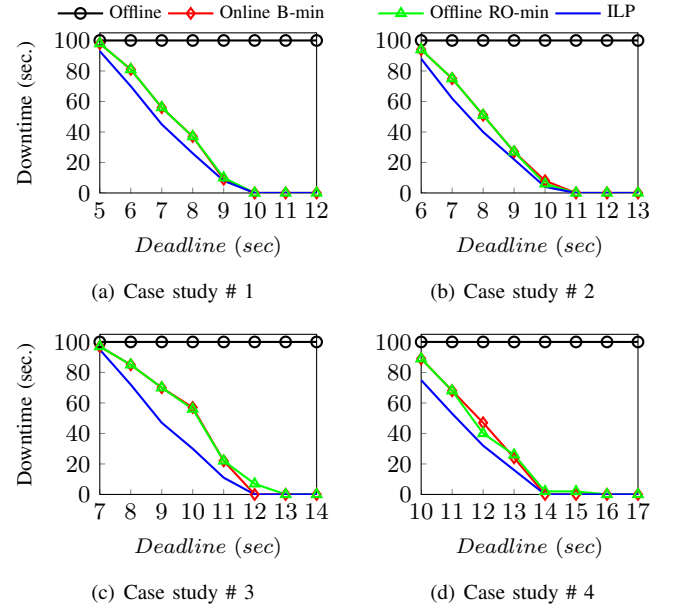 Offline Online B-min Offline RO-min ILP
100
80
60
40
20
0
Downtime (sec.)
5 6 7 8 9 10 11 12
Deadline (sec)
(a) Case study # 1
100
80
60
40
20
0
6 7 8 9 10 11 12 13
Deadline (sec)
(b) Case study # 2
100
80
60
40
20
0
Downtime (sec.)
7 8 9 10 11 12 13 14
Deadline (sec)
(c) Case study # 3
100
80
60
40
20
0
10 11 12 13 14 15 16 17
Deadline (sec)
(d) Case study # 4